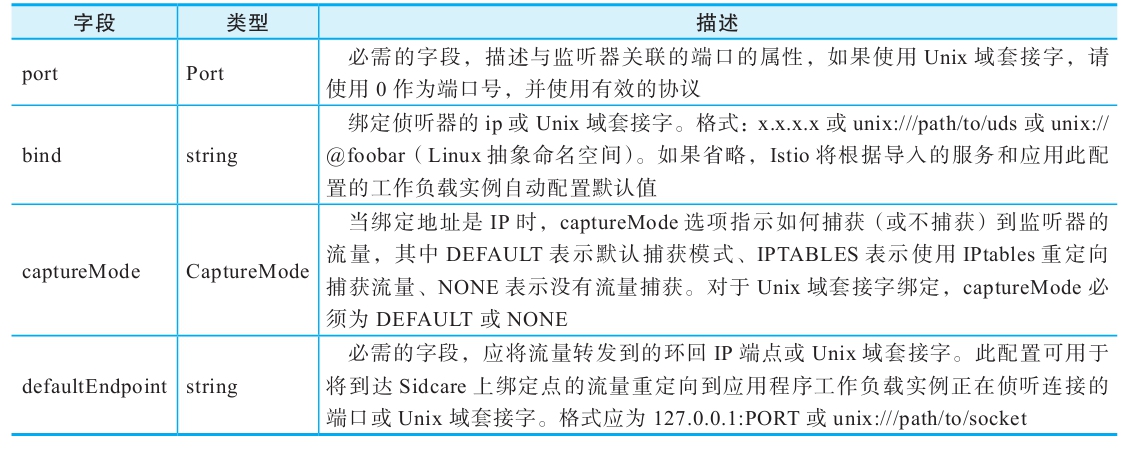 字段 类型 描述
port Port 必需的字段，描述与监听器关联的端口的属性，如果使用 Unix 域套接字，请
使用 0 作为端口号，并使用有效的协议
bind string 绑定侦听器的 ip 或 Unix 域套接字。格式：x.x.x.x 或 unix:///path/to/uds 或 unix://
@foobar（Linux 抽象命名空间）。如果省略，Istio 将根据导入的服务和应用此配
置的工作负载实例自动配置默认值
captureMode CaptureMode 当绑定地址是 IP 时，captureMode 选项指示如何捕获（或不捕获）到监听器的
流量，其中 DEFAULT 表示默认捕获模式、IPTABLES 表示使用 IPtables 重定向
捕获流量、NONE 表示没有流量捕获。对于 Unix 域套接字绑定，captureMode 必
须为 DEFAULT 或 NONE
defaultEndpoint string 必需的字段，应将流量转发到的环回 IP 端点或 Unix 域套接字。此配置可用于
将到达 Sidcare 上绑定点的流量重定向到应用程序工作负载实例正在侦听连接的
端口或 Unix 域套接字。格式应为 127.0.0.1:PORT 或 unix:///path/to/socket